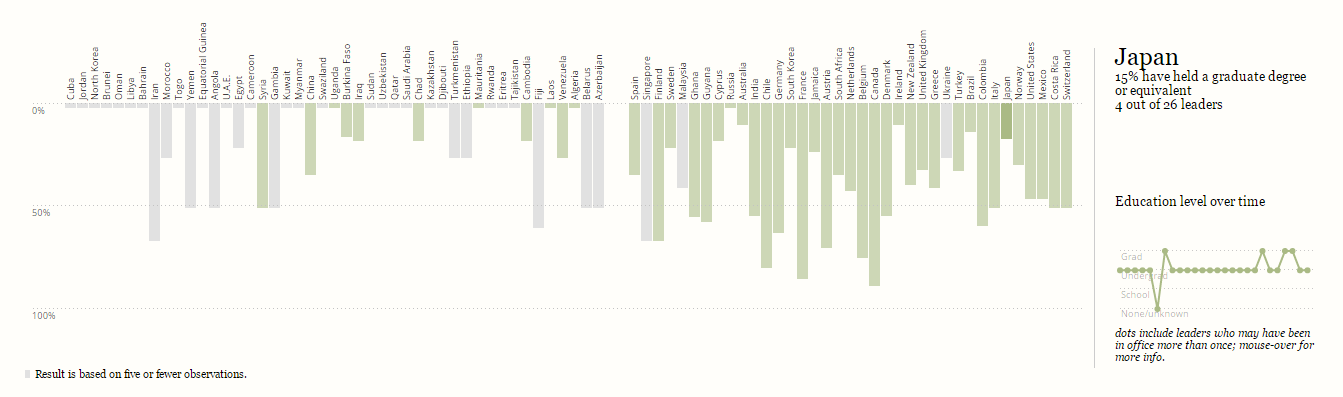 Cuba
Jordan
North Korea
Brunei
Oman
Libya
Bahrain
Iran
Morocco
Togo
Yemen
Equatorial Guinea
Angola
U.A.E.
Egypt
Cameroon
Syria
Gambia
Kuwait
Myanmar
China
Swaziland
Uganda
Burkina Faso
Iraq
Sudan
Uzbekistan
Qatar
Saudi Arabia
Chad
Kazakhstan
Djibouti
Turkmenistan
Ethiopia
Mauritania
Rwanda
Eritrea
Tajikistan
Cambodia
Fiji
Laos
Venezuela
Algeria
Belarus
Azerbaijan
Spain
Singapore
Finland
Sweden
Malaysia
Ghana
Guyana
Cyprus
Russia
Australia
India
Chile
Germany
South Korea
France
Jamaica
Austria
South Africa
Netherlands
Belgium
Canada
Denmark
Ireland
New Zealand
United Kingdom
Greece
Ukraine
Turkey
Brazil
Colombia
Italy
Japan
Norway
United States
Mexico
Costa Rica
Switzerland
0%
50%
100%
Result is based on five or fewer observations.
Japan
15% have held a graduate degree
or equivalent
4 out of 26 leaders
Education level over time
Grad
Undergrad
School
None/unknown
dots include leaders who may have been
in office more than once; mouse-over for
more info.